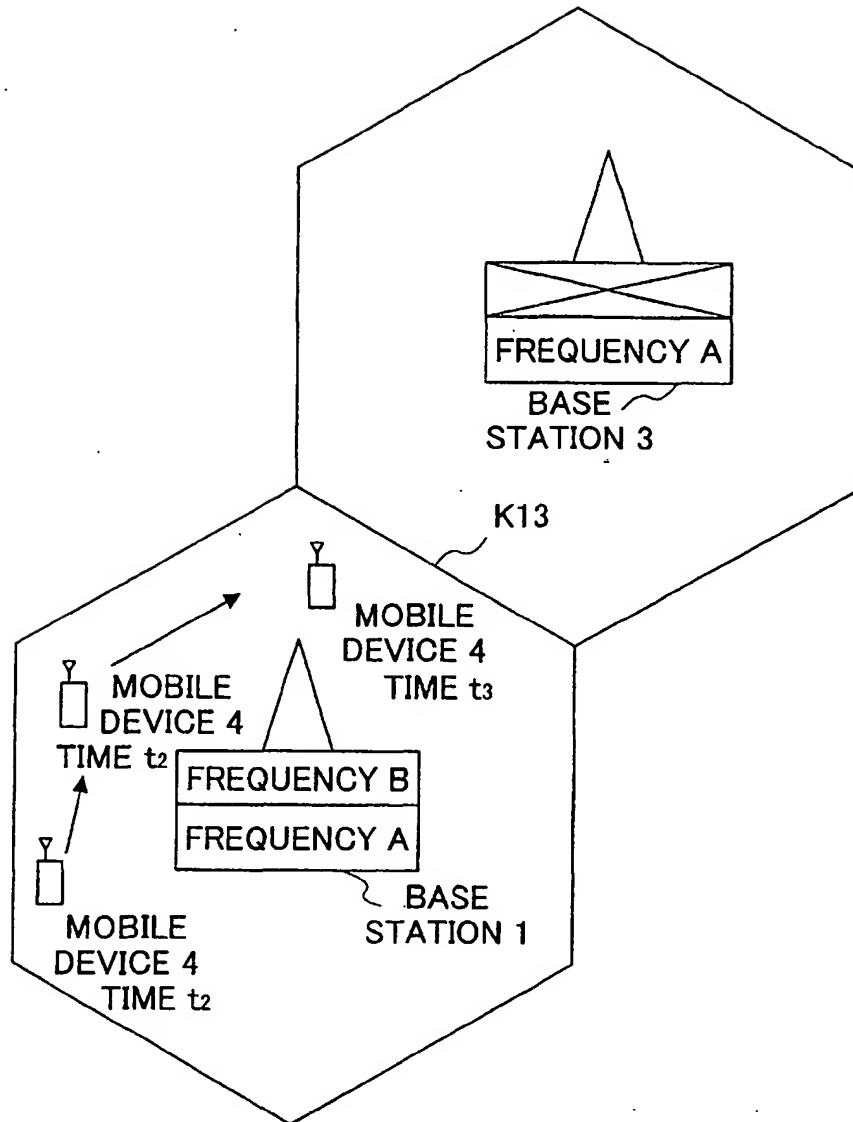 FREQUENCY A
BASE
STATION 3
K13
MOBILE
DEVICE 4
TIME t3
MOBILE
DEVICE 4
TIME t2
FREQUENCY B
FREQUENCY A
BASE
STATION 1
MOBILE
DEVICE 4
TIME t2